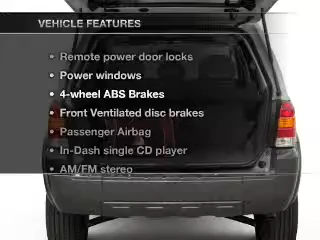 VEHICLE FEATURES
• Remote power door locks
• Power windows
• 4-wheel ABS Brakes
• Front Ventilated disc brakes
• Passenger Airbag
• In-Dash single CD player
• AM/FM stereo